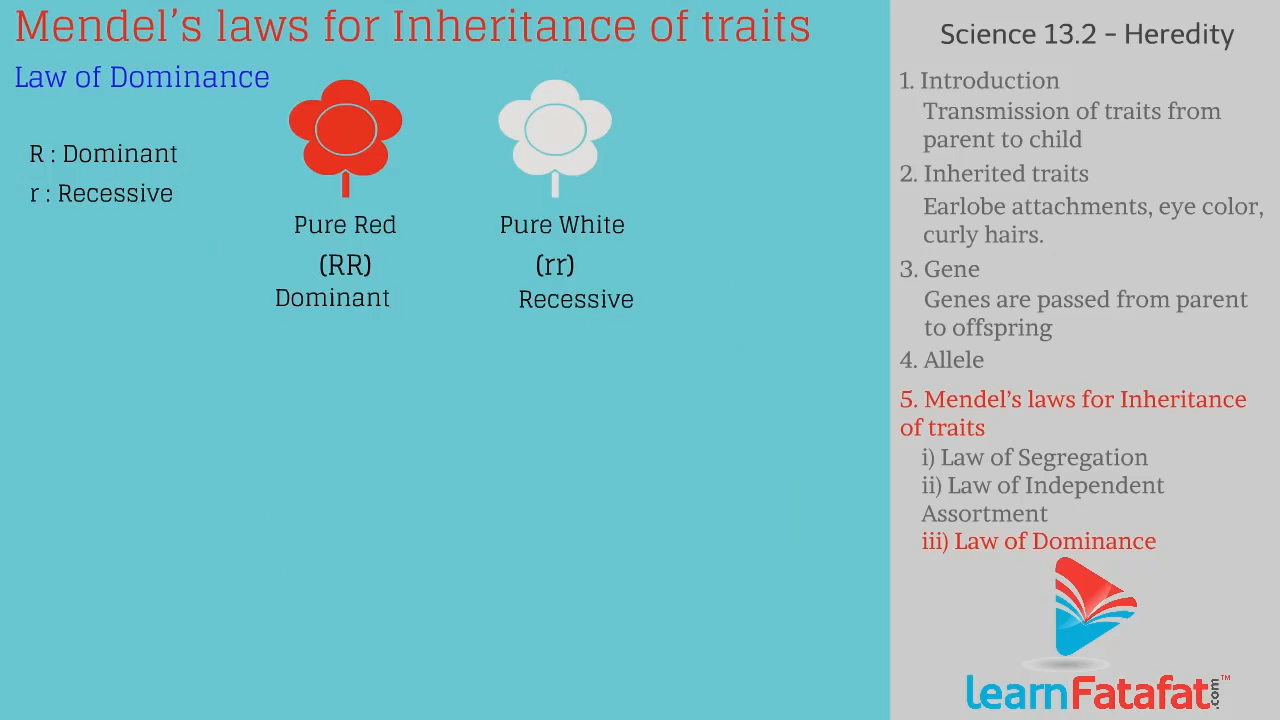 Mendel’s laws for Inheritance of traits
Law of Dominance
R : Dominant
r : Recessive
Pure Red
(RR)
Dominant
Pure White
(rr)
Recessive
Science 13.2 – Heredity
1. Introduction
Transmission of traits from
parent to child
2. Inherited traits
Earlobe attachments, eye color,
curly hairs.
3. Gene
Genes are passed from parent
to offspring
4. Allele
5. Mendel’s laws for Inheritance
of traits
i) Law of Segregation
ii) Law of Independent
Assortment
iii) Law of Dominance
learnFatafat.com™